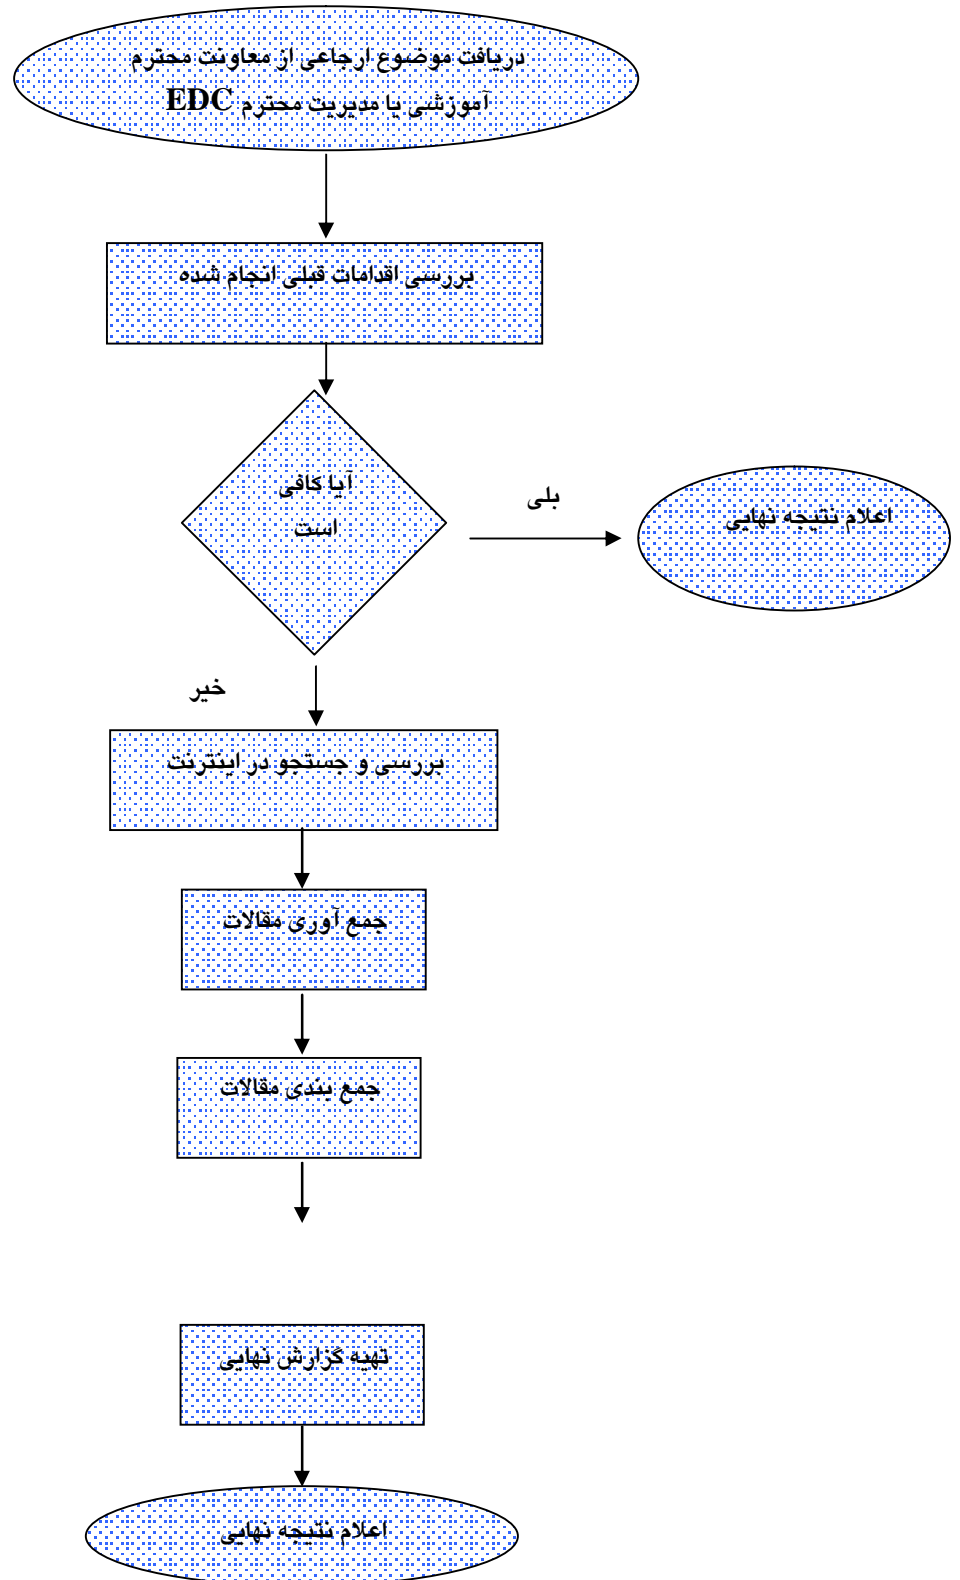 دریافت موضوع ارجاعی از معاونت محترم
آموزشی یا مدیریت محترم EDC
بررسی اقدامات قبلی انجام شده
آیا کافی
است
بلی
اعلام نتیجه نهایی
خیر
بررسی و جستجو در اینترنت
جمع آوری مقالات
جمع بندی مقالات
تهیه گزارش نهایی
اعلام نتیجه نهایی